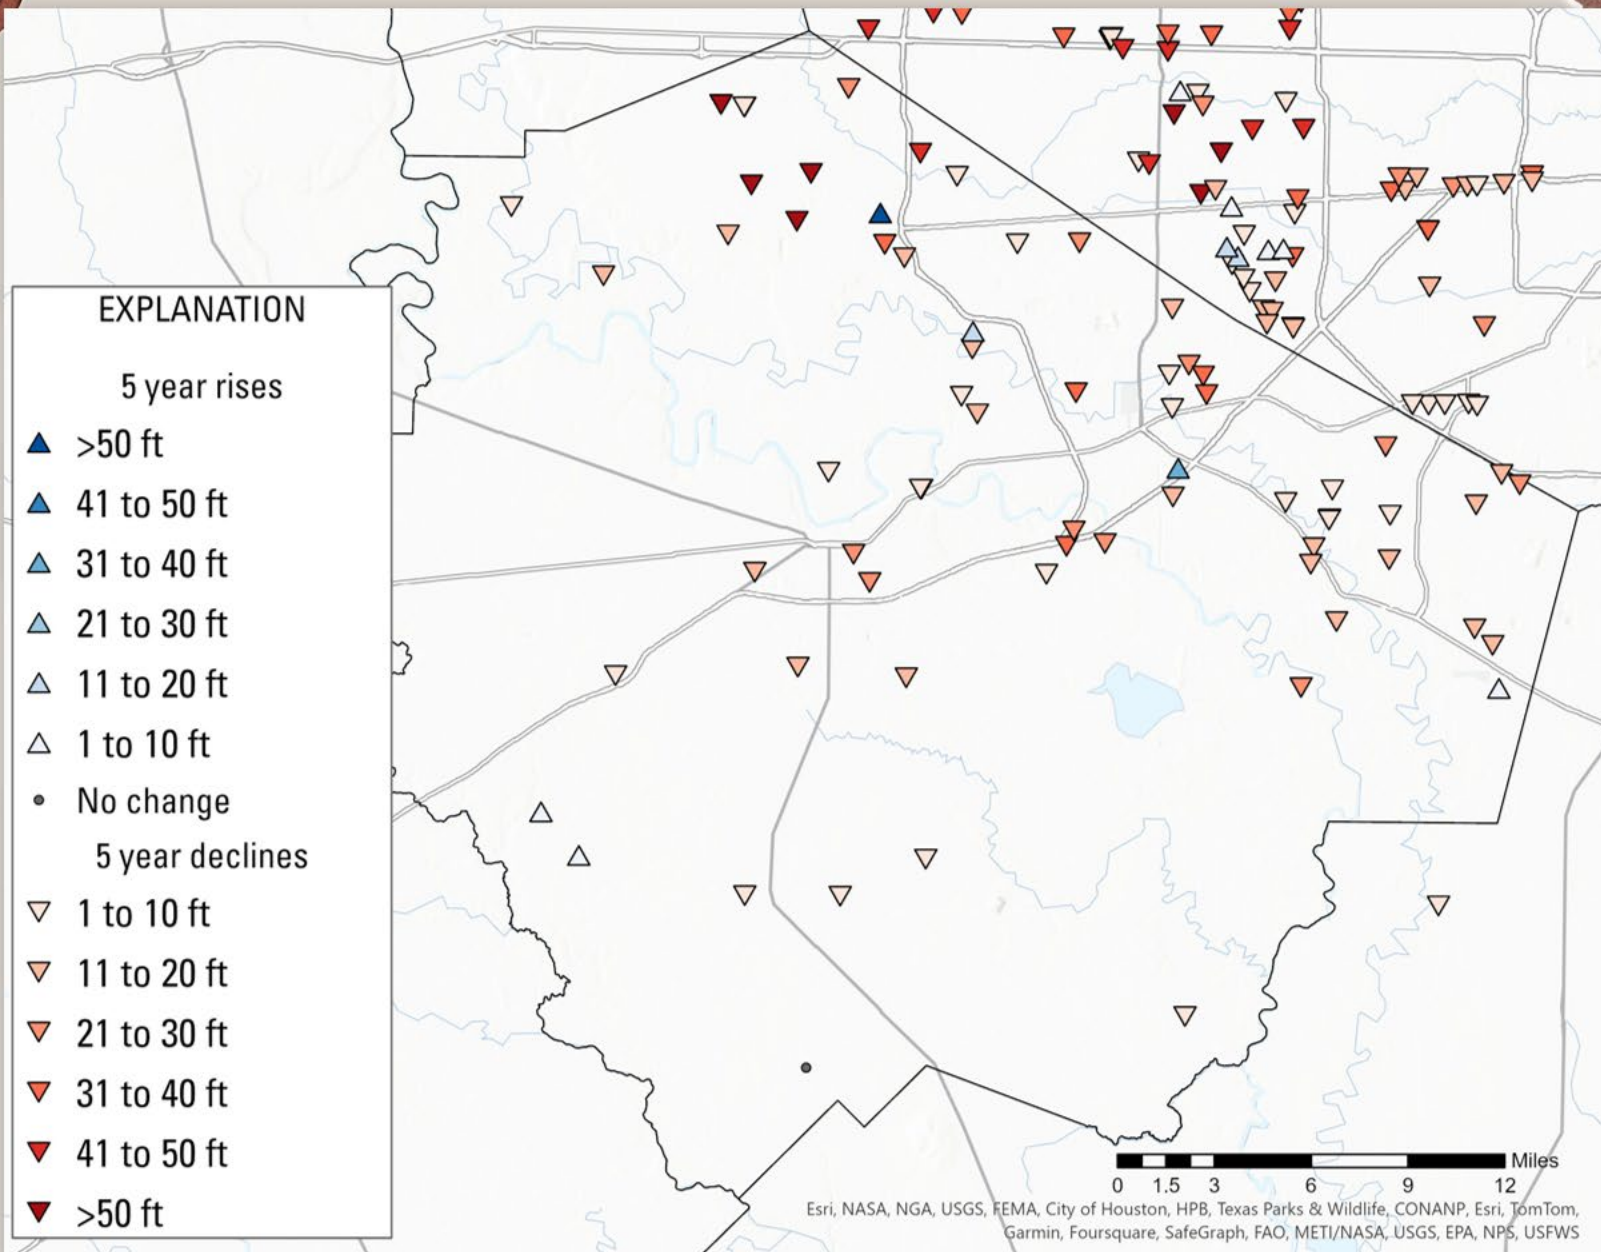 EXPLANATION
5 year rises
>50 ft
41 to 50 ft
31 to 40 ft
21 to 30 ft
11 to 20 ft
1 to 10 ft
No change
5 year declines
1 to 10 ft
11 to 20 ft
21 to 30 ft
31 to 40 ft
41 to 50 ft
>50 ft
Miles
0 1.5 3 6 9 12
Esri, NASA, NGA, USGS, FEMA, City of Houston, HPB, Texas Parks & Wildlife, CONANP, Esri, TomTom,
Garmin, Foursquare, SafeGraph, FAO, METI/NASA, USGS, EPA, NPS, USFWS